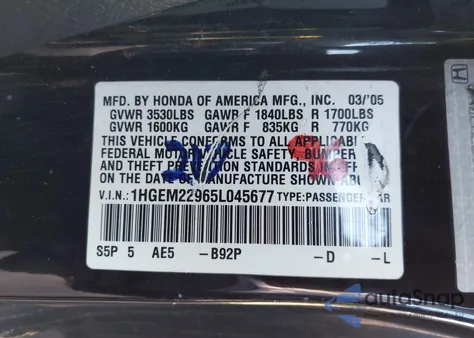 MFD. BY HONDA OF AMERICA MFG., INC. 03/'05
GVWR 3530LBS GAWR F 1840LBS R 1700LBS
GVWR 1600KG GAWR F 835KG R 770KG
THIS VEHICLE CONFORMS TO ALL APPLICABLE
FEDERAL MOTOR VEHICLE SAFETY, BUMPER
AND THEFT PREVENTION STANDARDS IN EFFECT
ON THE DATE OF MANUFACTURE SHOWN ABOVE.
V.I.N.: 1HGEM22965L045677 TYPE: PASSENGER CAR
S5P 5 AE5 -B92P -D -L
autoSnap